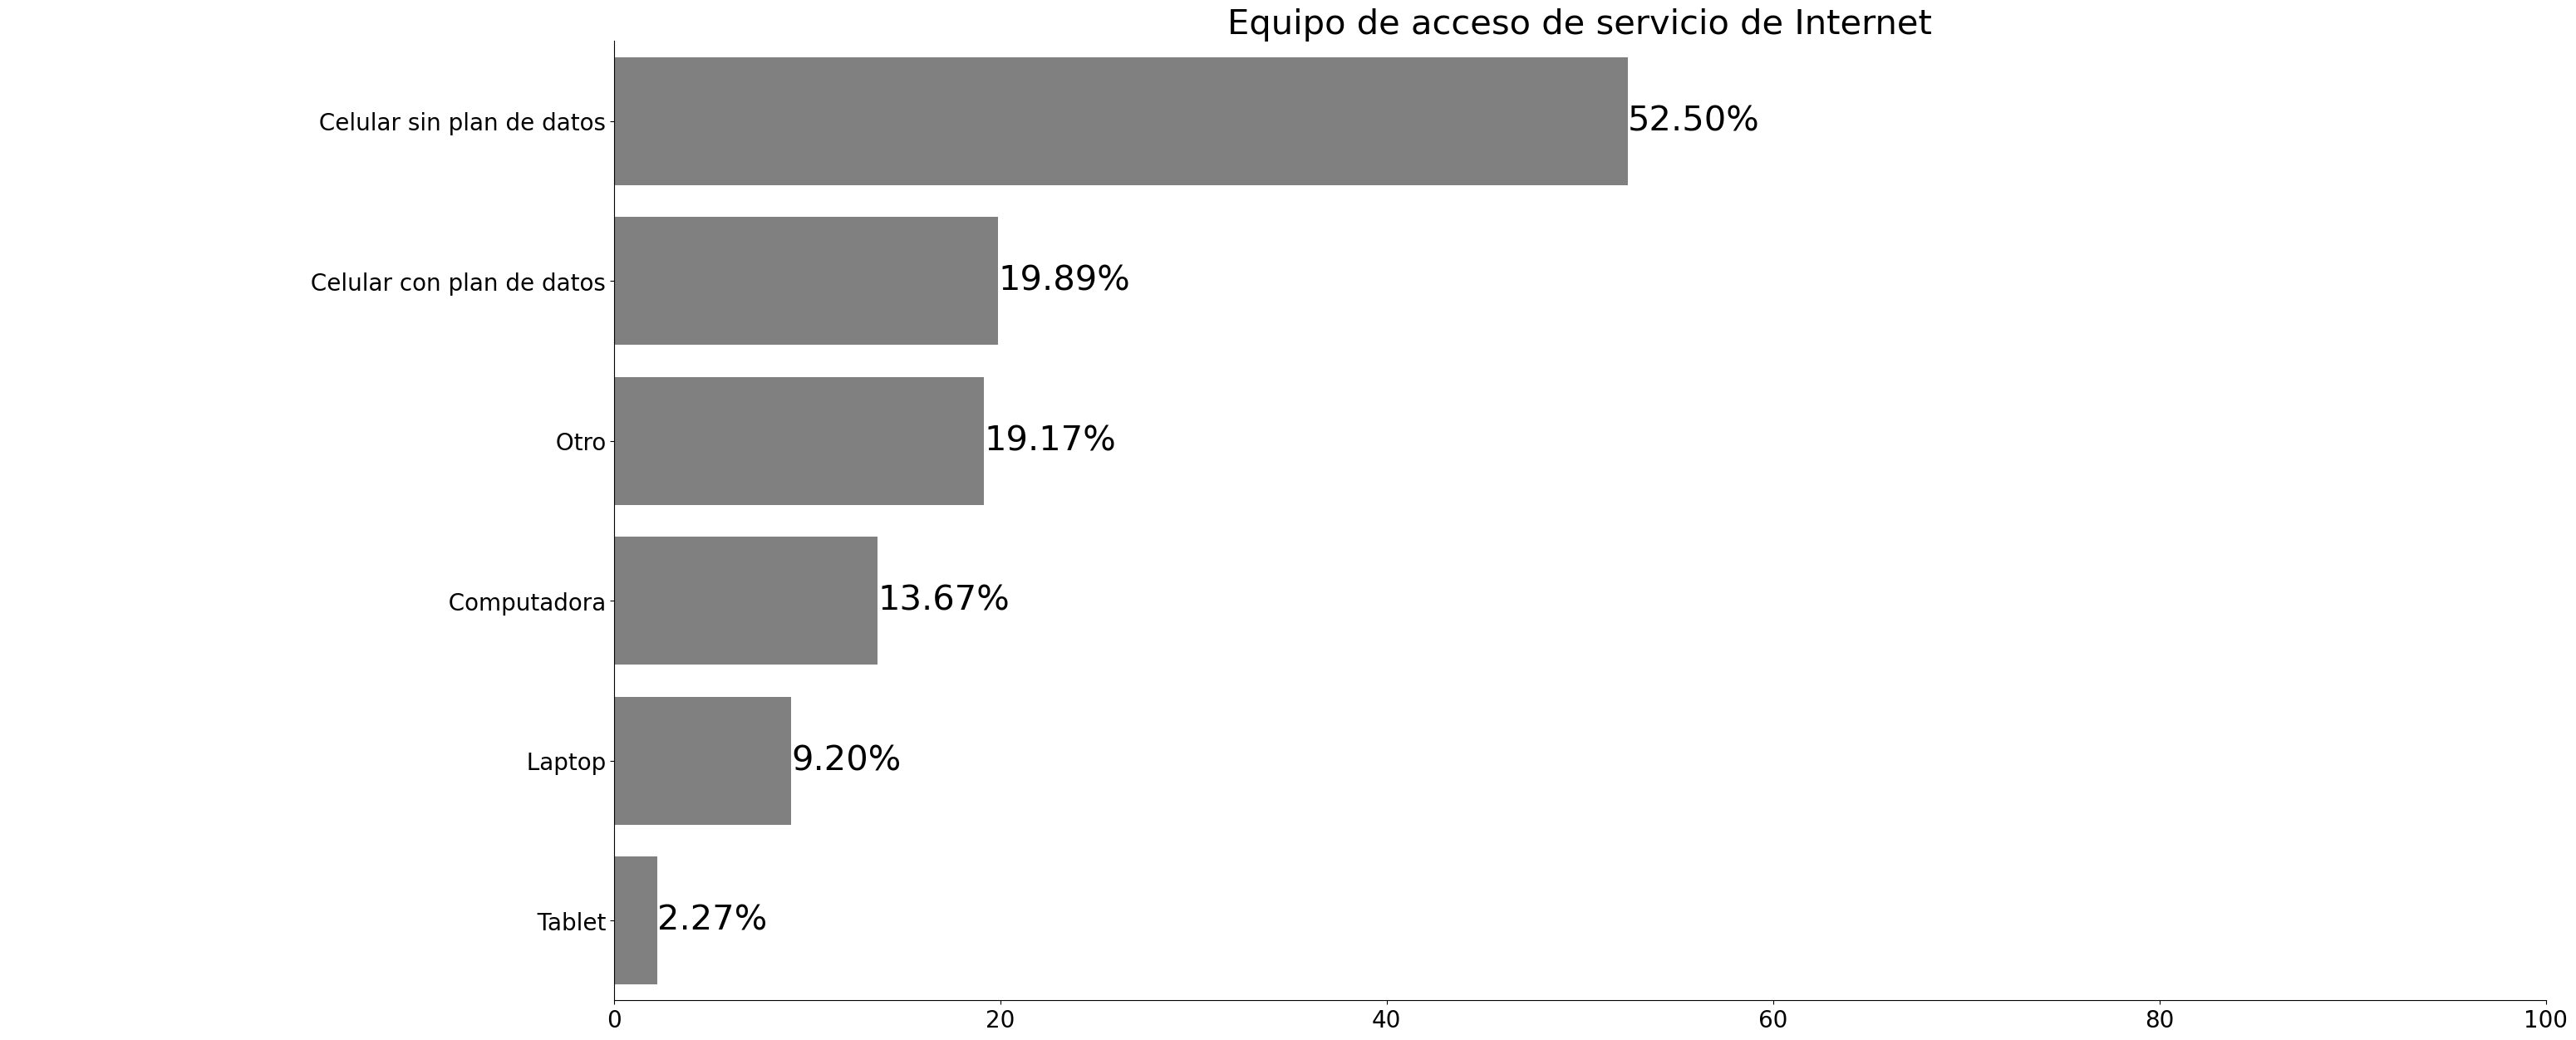 Equipo de acceso de servicio de Internet
Celular sin plan de datos
52.50%
Celular con plan de datos
19.89%
Otro
19.17%
Computadora
13.67%
Laptop
9.20%
Tablet
2.27%
0 20 40 60 80 100